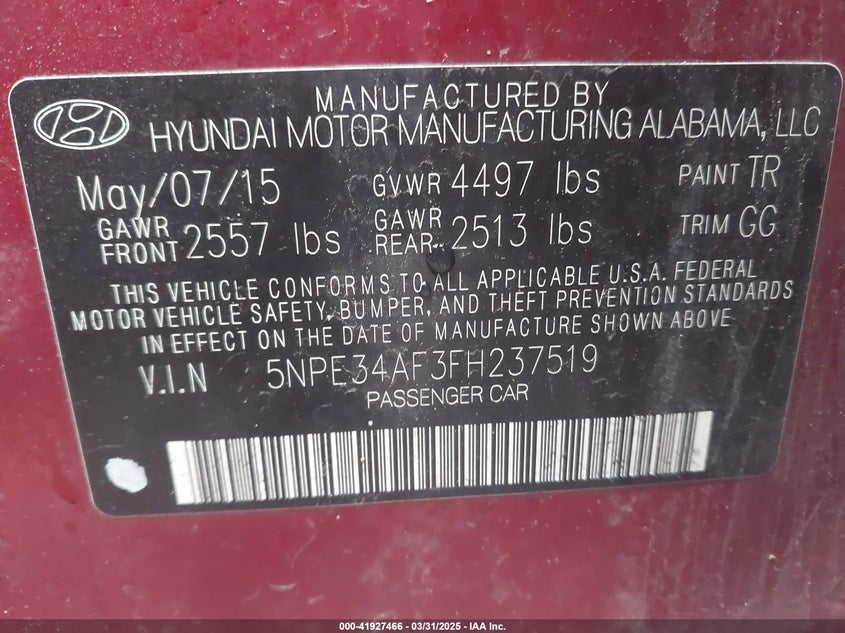 MANUFACTURED BY
HYUNDAI MOTOR MANUFACTURING ALABAMA, LLC
May/07/15 GVWR 4497 lbs PAINT TR
GAWR FRONT 2557 lbs GAWR REAR 2513 lbs TRIM GG
THIS VEHICLE CONFORMS TO ALL APPLICABLE U.S.A. FEDERAL
MOTOR VEHICLE SAFETY, BUMPER, AND THEFT PREVENTION STANDARDS
IN EFFECT ON THE DATE OF MANUFACTURE SHOWN ABOVE.
V.I.N 5NPE34AF3FH237519
PASSENGER CAR
000-41927466 - 03/31/2025 - IAA Inc.